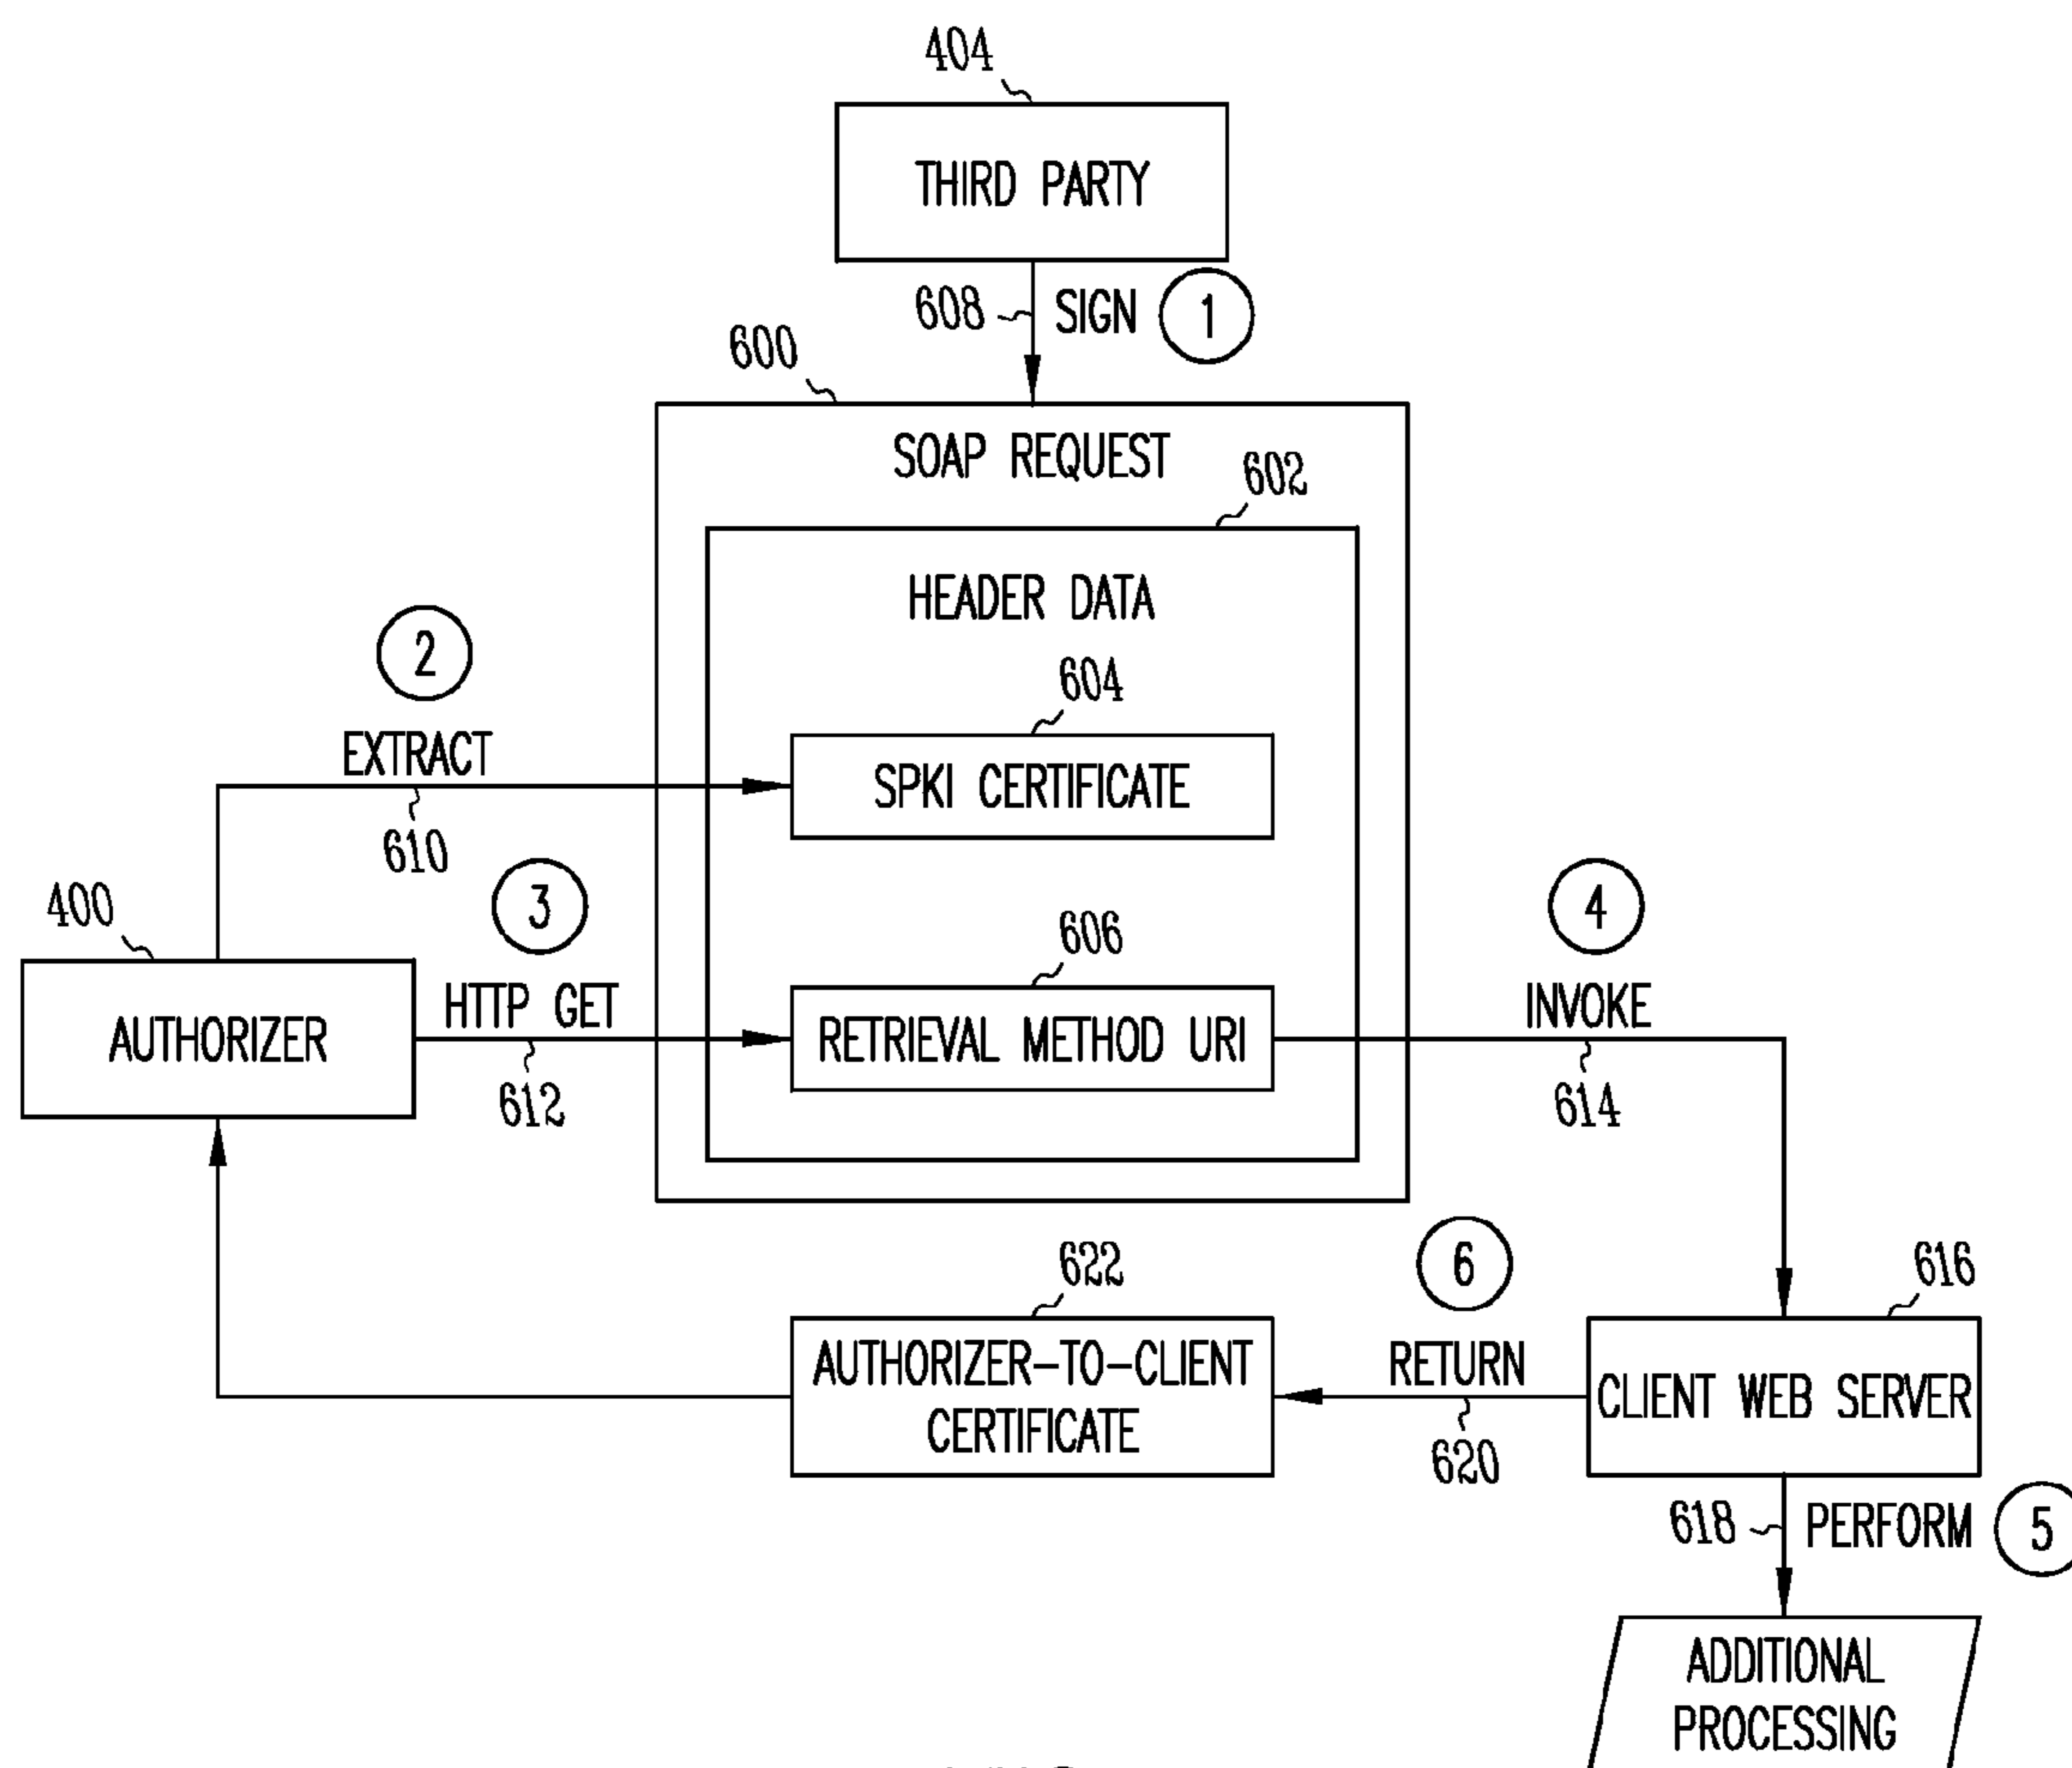 404
THIRD PARTY
608
SIGN
1
600
SOAP REQUEST
602
HEADER DATA
2
604
EXTRACT
SPKI CERTIFICATE
610
3
4
400
606
HTTP GET
INVOKE
AUTHORIZER
RETRIEVAL METHOD URI
612
614
622
6
616
AUTHORIZER-TO-CLIENT
CERTIFICATE
RETURN
CLIENT WEB SERVER
620
618
PERFORM
5
ADDITIONAL
PROCESSING